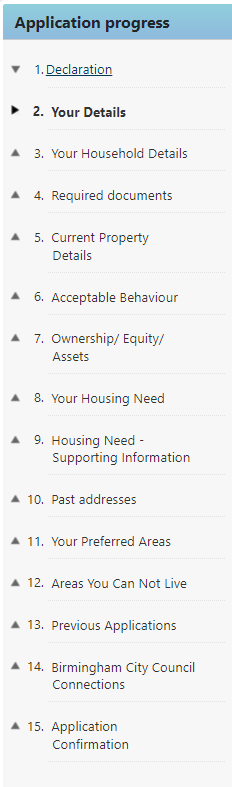 Application progress
1. Declaration
2. Your Details
3. Your Household Details
4. Required documents
5. Current Property
Details
6. Acceptable Behaviour
7. Ownership/ Equity/
Assets
8. Your Housing Need
9. Housing Need -
Supporting Information
10. Past addresses
11. Your Preferred Areas
12. Areas You Can Not Live
13. Previous Applications
14. Birmingham City Council
Connections
15. Application
Confirmation